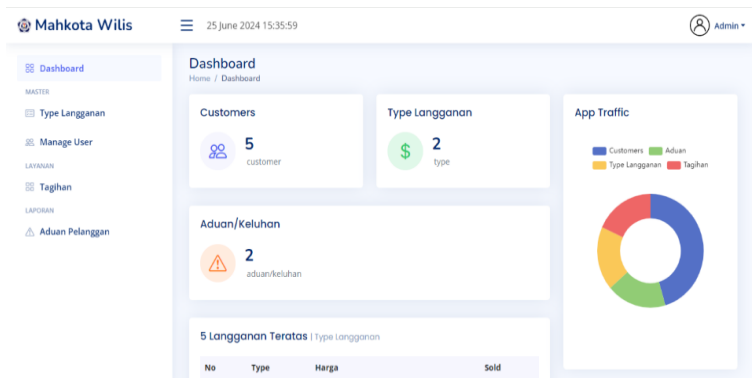 Mahkota Wilis
25 June 2024 15:35:59
Admin
Dashboard
MASTER
Type Langganan
Manage User
LAYANAN
Tagihan
LAPORAN
Aduan Pelanggan
Dashboard
Home / Dashboard
Customers
5
customer
Type Langganan
$
2
type
Aduan/Keluhan
2
aduan/keluhan
App Traffic
Customers Aduan
Type Langganan Tagihan
5 Langganan Teratas | Type Langganan
No Type Harga Sold